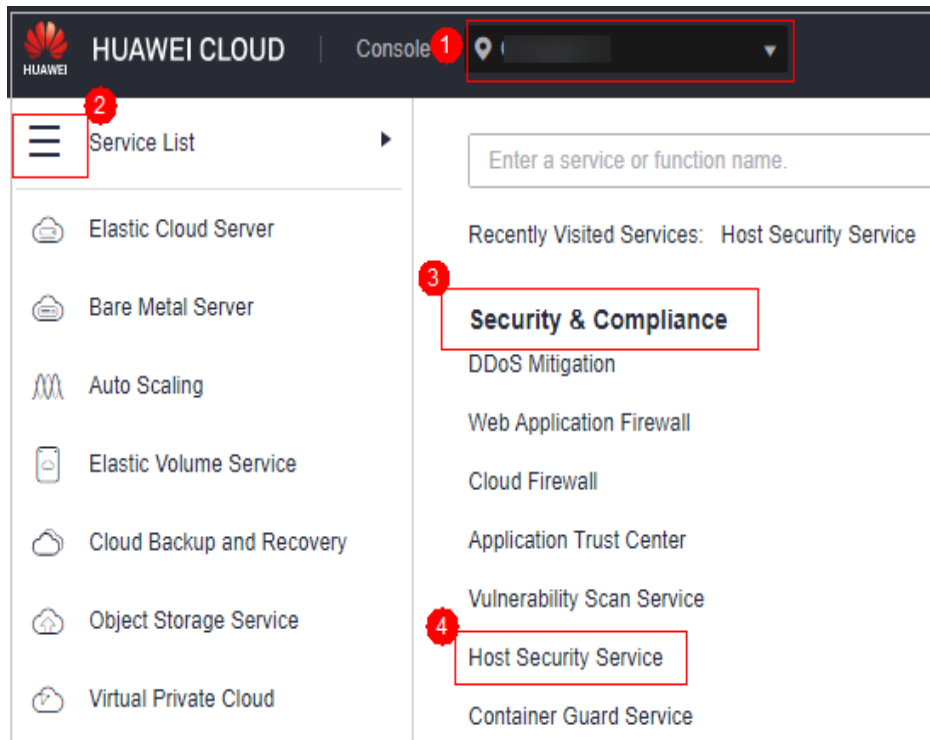 HUAWEI
HUAWEI CLOUD
Console
1
2
Service List
Elastic Cloud Server
Bare Metal Server
Auto Scaling
Elastic Volume Service
Cloud Backup and Recovery
Object Storage Service
Virtual Private Cloud
Enter a service or function name.
Recently Visited Services: Host Security Service
3
Security & Compliance
DDoS Mitigation
Web Application Firewall
Cloud Firewall
Application Trust Center
Vulnerability Scan Service
4
Host Security Service
Container Guard Service